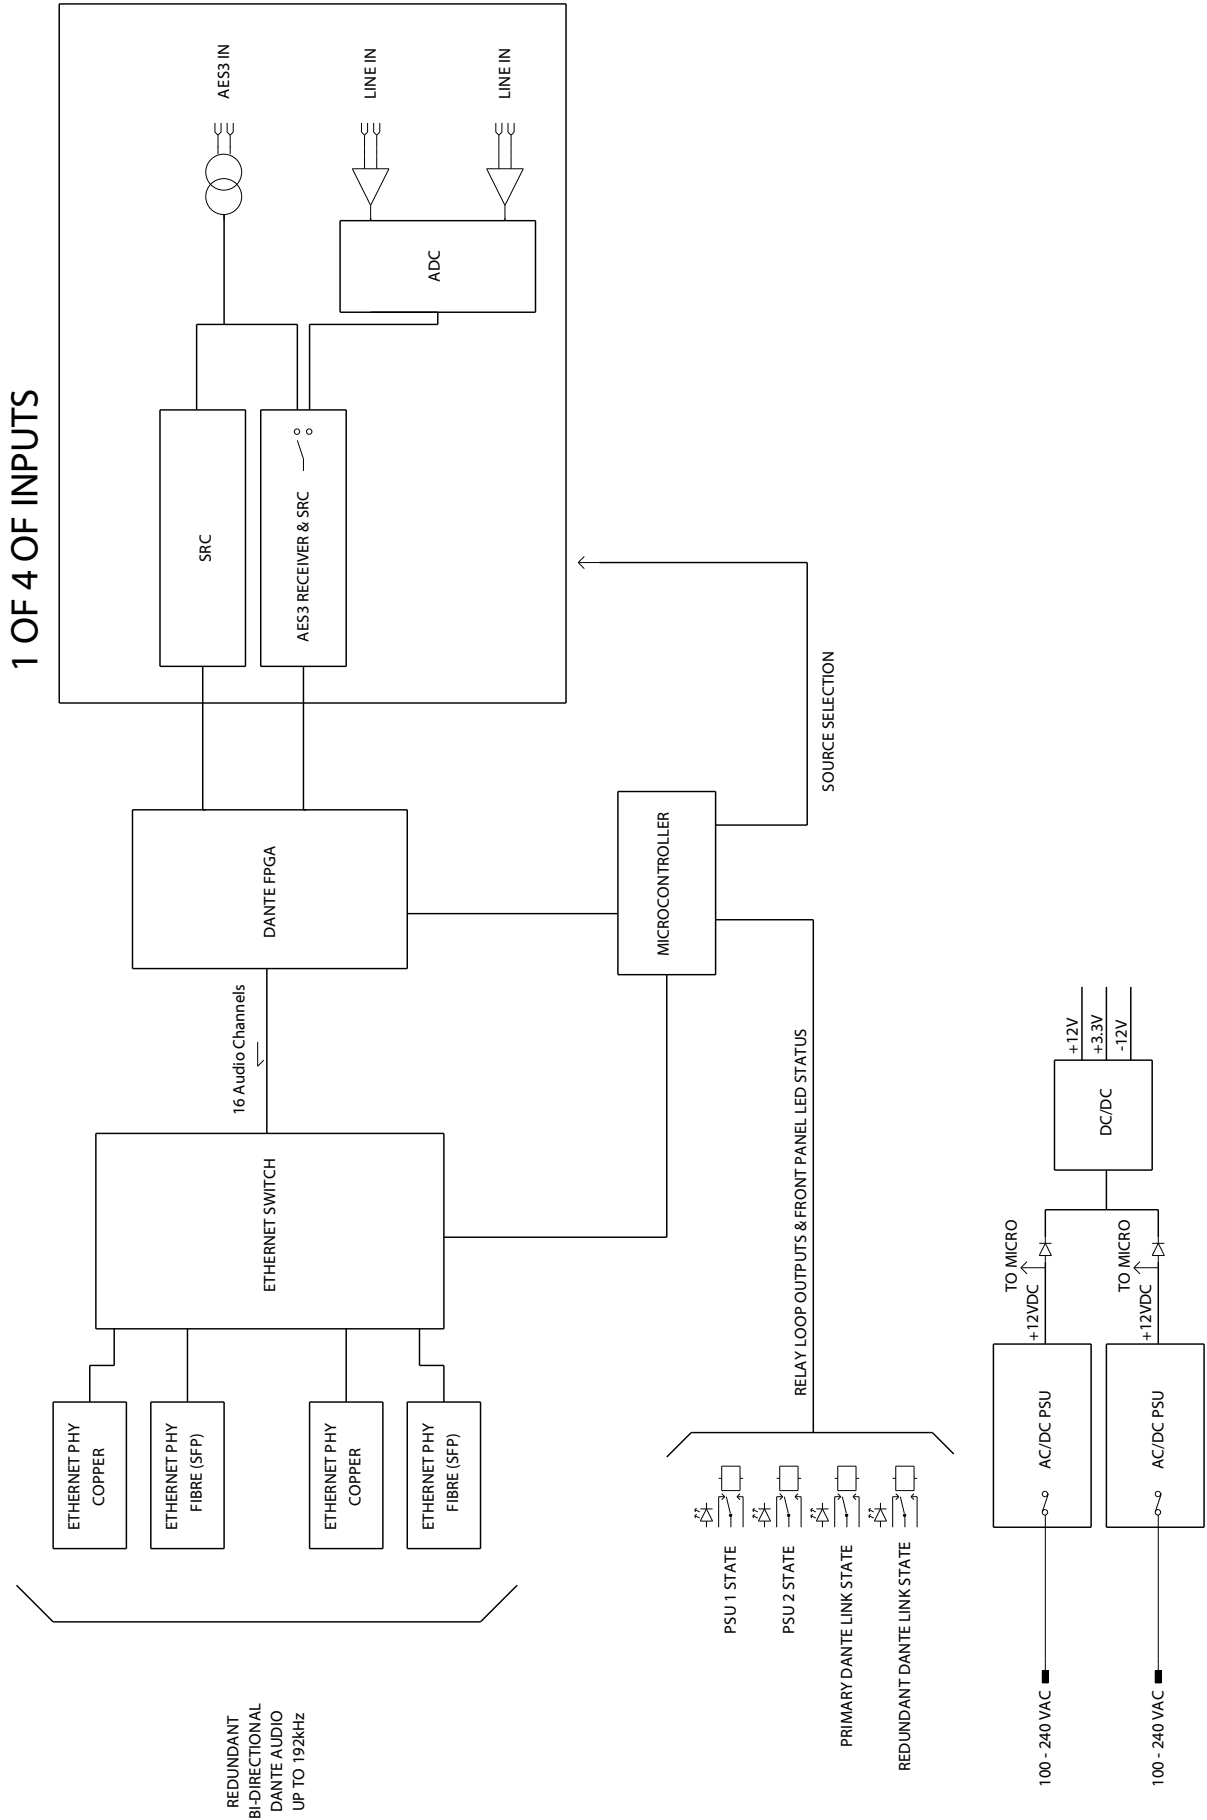 1 OF 4 OF INPUTS
REDUNDANT
BI-DIRECTIONAL
DANTE AUDIO
UP TO 192kHz
ETHERNET PHY
COPPER
ETHERNET PHY
FIBRE (SFP)
ETHERNET PHY
COPPER
ETHERNET PHY
FIBRE (SFP)
ETHERNET SWITCH
16 Audio Channels
DANTE FPGA
SRC
AES3 RECEIVER & SRC
ADC
AES3 IN
LINE IN
LINE IN
MICROCONTROLLER
SOURCE SELECTION
RELAY LOOP OUTPUTS & FRONT PANEL LED STATUS
PSU 1 STATE
PSU 2 STATE
PRIMARY DANTE LINK STATE
REDUNDANT DANTE LINK STATE
100 - 240 VAC
AC/DC PSU
+12VDC
TO MICRO
100 - 240 VAC
AC/DC PSU
+12VDC
TO MICRO
DC/DC
+12V
+3.3V
-12V